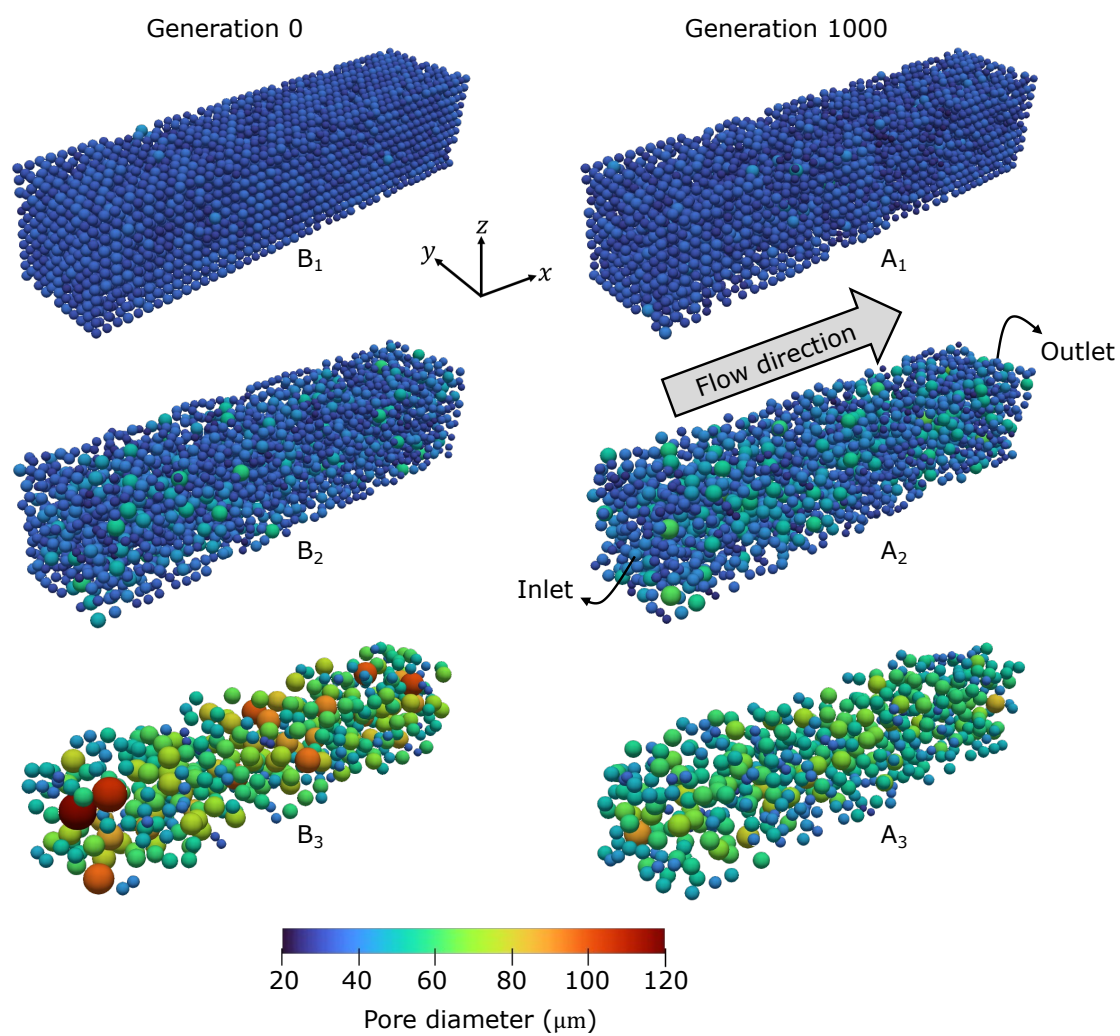 Generation 0
Generation 1000
B₁
z
y
x
A₁
Flow direction
Outlet
B₂
A₂
Inlet
B₃
A₃
20 40 60 80 100 120
Pore diameter (μm)